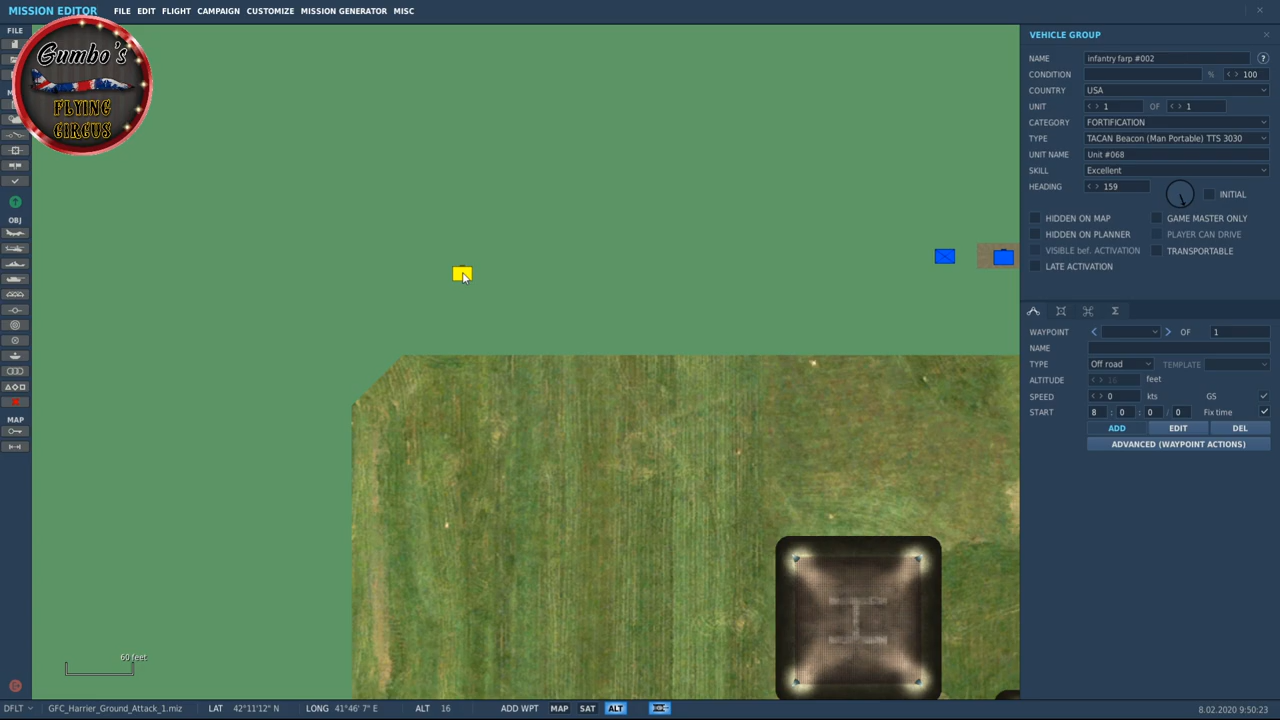 MISSION EDITOR FILE EDIT FLIGHT CAMPAIGN CUSTOMIZE MISSION GENERATOR MISC
FILE
Gumbo's
FLYING
CIRCUS
OBJ
MAP
60 feet
VEHICLE GROUP
NAME infantry farp #002 ?
CONDITION % < > 100
COUNTRY USA
UNIT < > 1 OF < > 1
CATEGORY FORTIFICATION
TYPE TACAN Beacon (Man Portable) TTS 3030
UNIT NAME Unit #068
SKILL Excellent
HEADING < > 159 INITIAL
HIDDEN ON MAP GAME MASTER ONLY
HIDDEN ON PLANNER PLAYER CAN DRIVE
VISIBLE bef. ACTIVATION TRANSPORTABLE
LATE ACTIVATION
WAYPOINT < > OF 1
NAME
TYPE Off road TEMPLATE
ALTITUDE < > 16 feet
SPEED < > 0 kts GS
START 8 : 0 : 0 / 0 Fix time
ADD EDIT DEL
ADVANCED (WAYPOINT ACTIONS)
DFLT GFC_Harrier_Ground_Attack_1.miz LAT 42°11'12" N LONG 41°46' 7" E ALT 16 ADD WPT MAP SAT ALT 8.02.2020 9:50:23